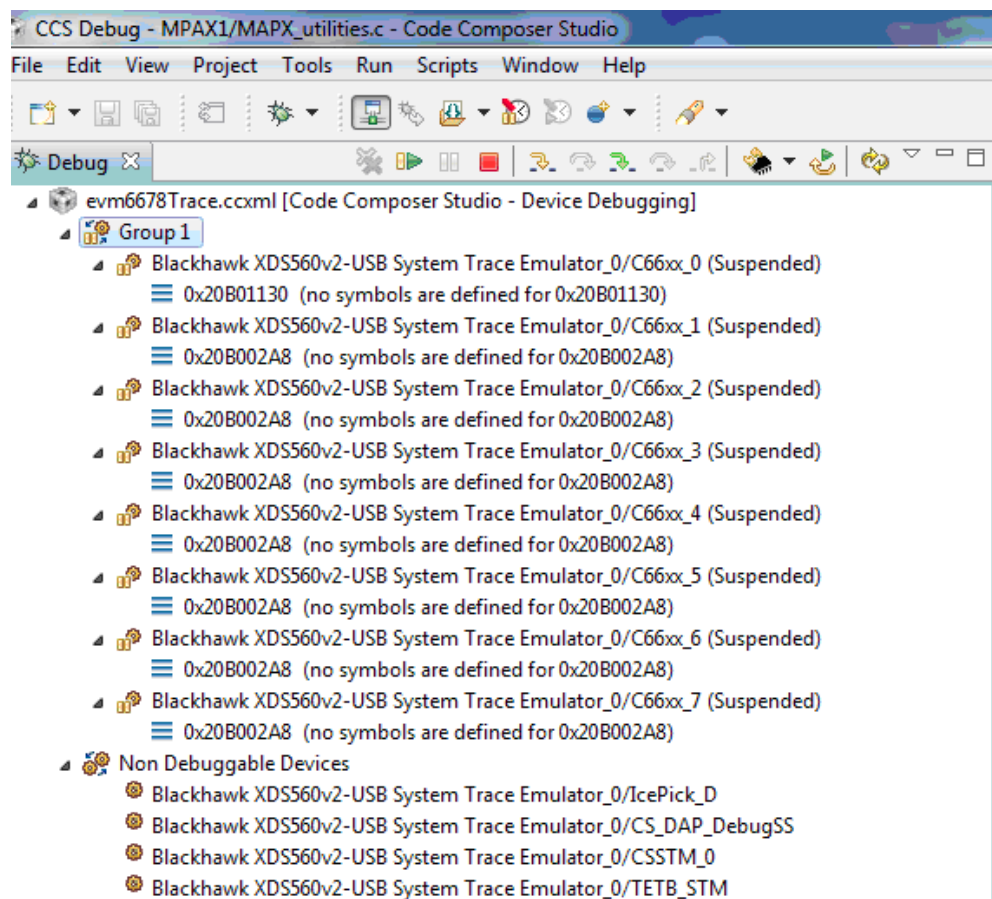 CCS Debug - MPAX1/MAPX_utilities.c - Code Composer Studio
File Edit View Project Tools Run Scripts Window Help
Debug
evm6678Trace.ccxml [Code Composer Studio - Device Debugging]
Group 1
Blackhawk XDS560v2-USB System Trace Emulator_0/C66xx_0 (Suspended)
0x20B01130 (no symbols are defined for 0x20B01130)
Blackhawk XDS560v2-USB System Trace Emulator_0/C66xx_1 (Suspended)
0x20B002A8 (no symbols are defined for 0x20B002A8)
Blackhawk XDS560v2-USB System Trace Emulator_0/C66xx_2 (Suspended)
0x20B002A8 (no symbols are defined for 0x20B002A8)
Blackhawk XDS560v2-USB System Trace Emulator_0/C66xx_3 (Suspended)
0x20B002A8 (no symbols are defined for 0x20B002A8)
Blackhawk XDS560v2-USB System Trace Emulator_0/C66xx_4 (Suspended)
0x20B002A8 (no symbols are defined for 0x20B002A8)
Blackhawk XDS560v2-USB System Trace Emulator_0/C66xx_5 (Suspended)
0x20B002A8 (no symbols are defined for 0x20B002A8)
Blackhawk XDS560v2-USB System Trace Emulator_0/C66xx_6 (Suspended)
0x20B002A8 (no symbols are defined for 0x20B002A8)
Blackhawk XDS560v2-USB System Trace Emulator_0/C66xx_7 (Suspended)
0x20B002A8 (no symbols are defined for 0x20B002A8)
Non Debuggable Devices
Blackhawk XDS560v2-USB System Trace Emulator_0/IcePick_D
Blackhawk XDS560v2-USB System Trace Emulator_0/CS_DAP_DebugSS
Blackhawk XDS560v2-USB System Trace Emulator_0/CSSTM_0
Blackhawk XDS560v2-USB System Trace Emulator_0/TETB_STM